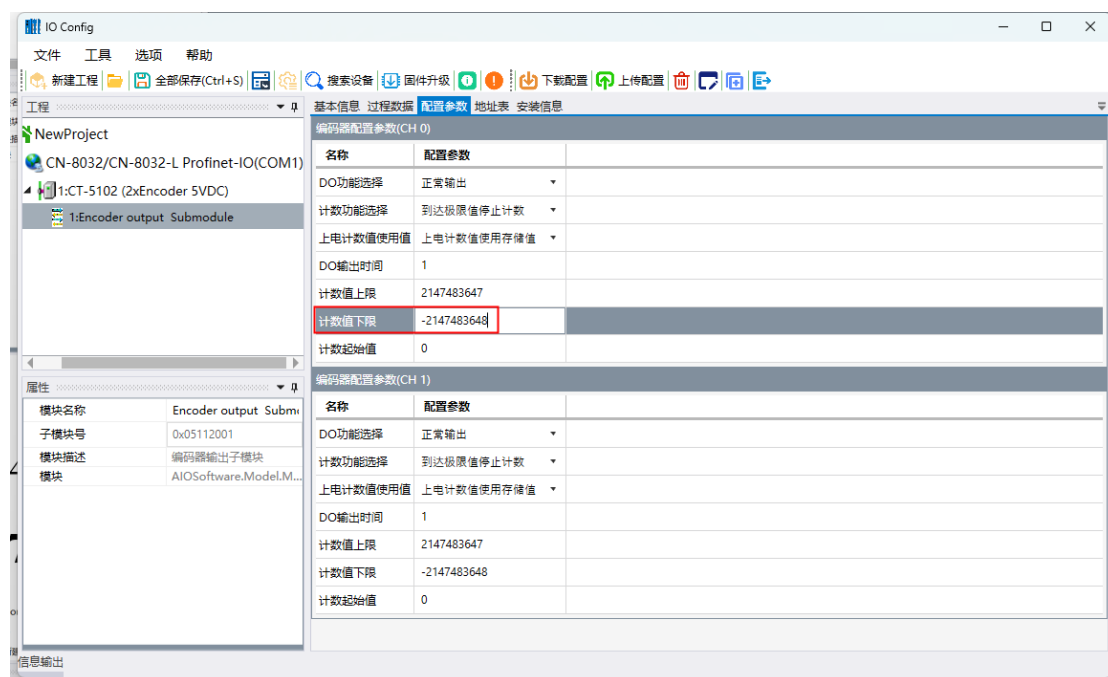 IO Config
文件 工具 选项 帮助
新建工程 全部保存(Ctrl+S) 搜索设备 固件升级 下载配置 上传配置
工程
NewProject
CN-8032/CN-8032-L Profinet-IO(COM1)
1:CT-5102 (2xEncoder 5VDC)
1:Encoder output Submodule
属性
模块名称 Encoder output Subm
子模块号 0x05112001
模块描述 编码器输出子模块
模块 AIOSoftware.Model.M...
基本信息 过程数据 配置参数 地址表 安装信息
编码器配置参数(CH 0)
名称 配置参数
DO功能选择 正常输出
计数功能选择 到达极限值停止计数
上电计数值使用值 上电计数值使用存储值
DO输出时间 1
计数值上限 2147483647
计数值下限 -2147483648
计数起始值 0
编码器配置参数(CH 1)
名称 配置参数
DO功能选择 正常输出
计数功能选择 到达极限值停止计数
上电计数值使用值 上电计数值使用存储值
DO输出时间 1
计数值上限 2147483647
计数值下限 -2147483648
计数起始值 0
信息输出